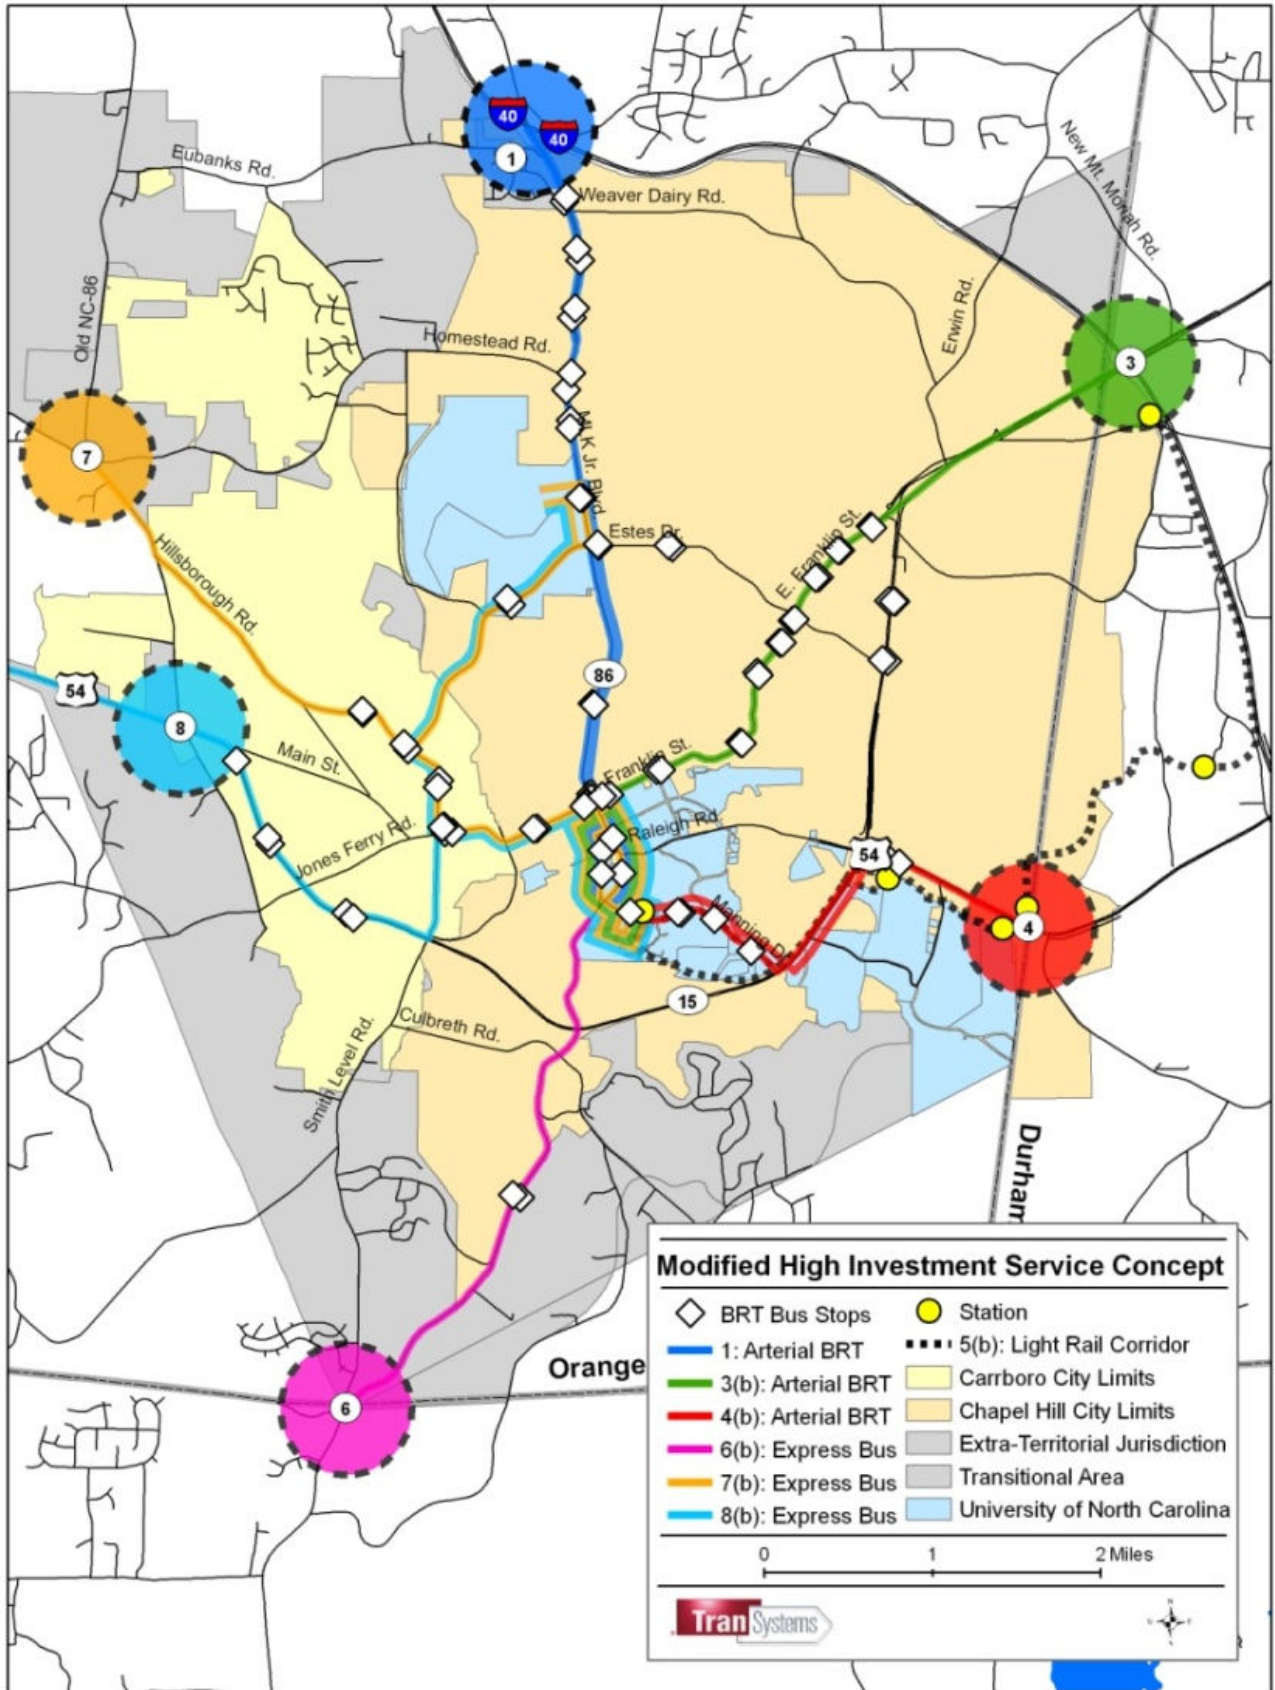 40
40
1
Eubanks Rd.
Weaver Dairy Rd.
New Mt. Moriah Rd.
Old NC-86
Homestead Rd.
Erwin Rd.
3
7
MLK Jr. Blvd.
Estes Dr.
E. Franklin St.
Hillsborough Rd.
54
8
86
Main St.
Franklin St.
Jones Ferry Rd.
Raleigh Rd.
54
Manning Dr.
4
15
Culbreth Rd.
Smith Level Rd.
Durham
Orange
6
Modified High Investment Service Concept
BRT Bus Stops
1: Arterial BRT
3(b): Arterial BRT
4(b): Arterial BRT
6(b): Express Bus
7(b): Express Bus
8(b): Express Bus
Station
5(b): Light Rail Corridor
Carrboro City Limits
Chapel Hill City Limits
Extra-Territorial Jurisdiction
Transitional Area
University of North Carolina
0 1 2 Miles
TranSystems